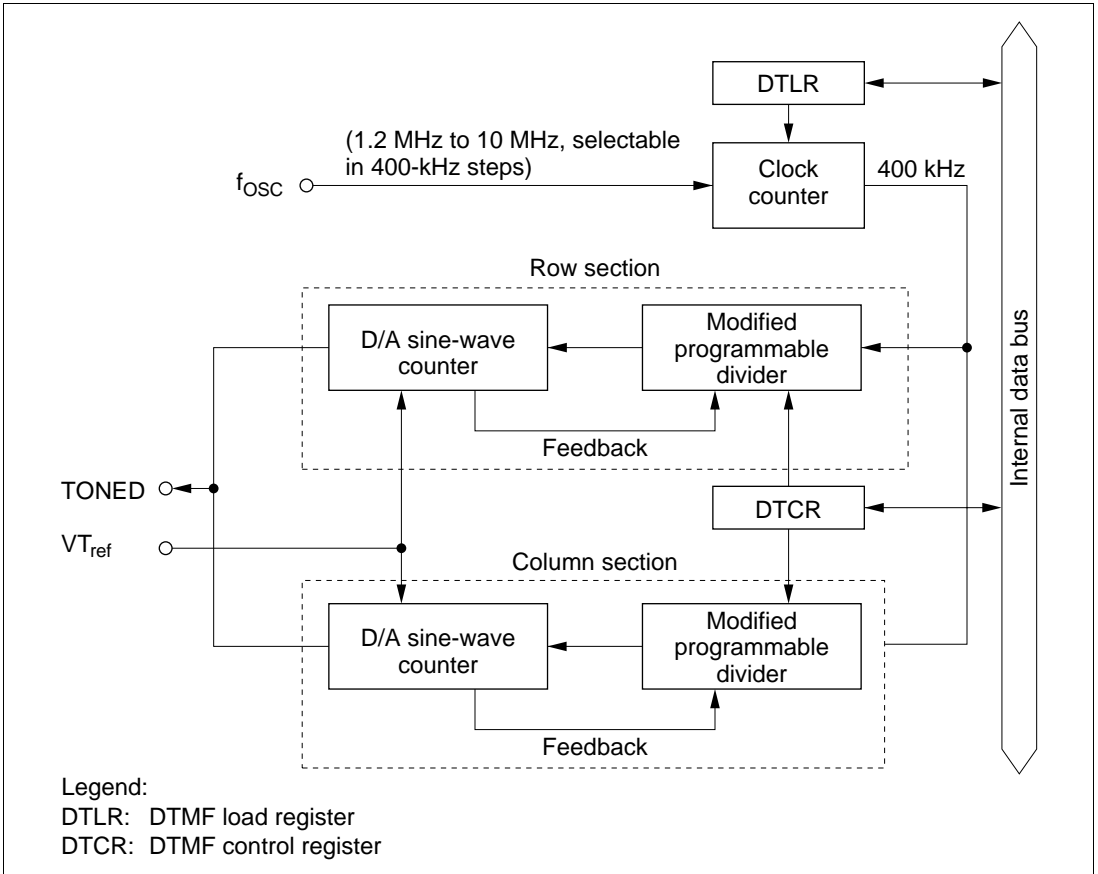 DTLR
(1.2 MHz to 10 MHz, selectable
in 400-kHz steps)
fOSC
Clock
counter
400 kHz
Row section
D/A sine-wave
counter
Modified
programmable
divider
Feedback
Internal data bus
TONED
DTCR
VTref
Column section
D/A sine-wave
counter
Modified
programmable
divider
Feedback
Legend:
DTLR: DTMF load register
DTCR: DTMF control register